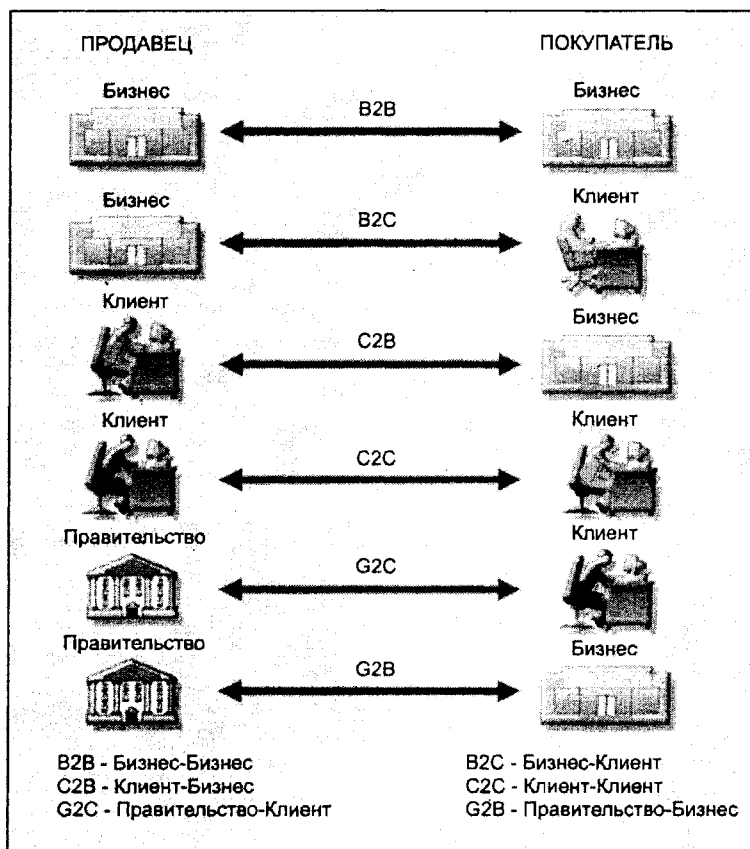 ПРОДАВЕЦ ПОКУПАТЕЛЬ
Бизнес Бизнес
B2B
Бизнес Клиент
B2C
Клиент Бизнес
C2B
Клиент Клиент
C2C
Правительство Клиент
G2C
Правительство Бизнес
G2B
B2B - Бизнес-Бизнес B2C - Бизнес-Клиент
C2B - Клиент-Бизнес C2C - Клиент-Клиент
G2C - Правительство-Клиент G2B - Правительство-Бизнес